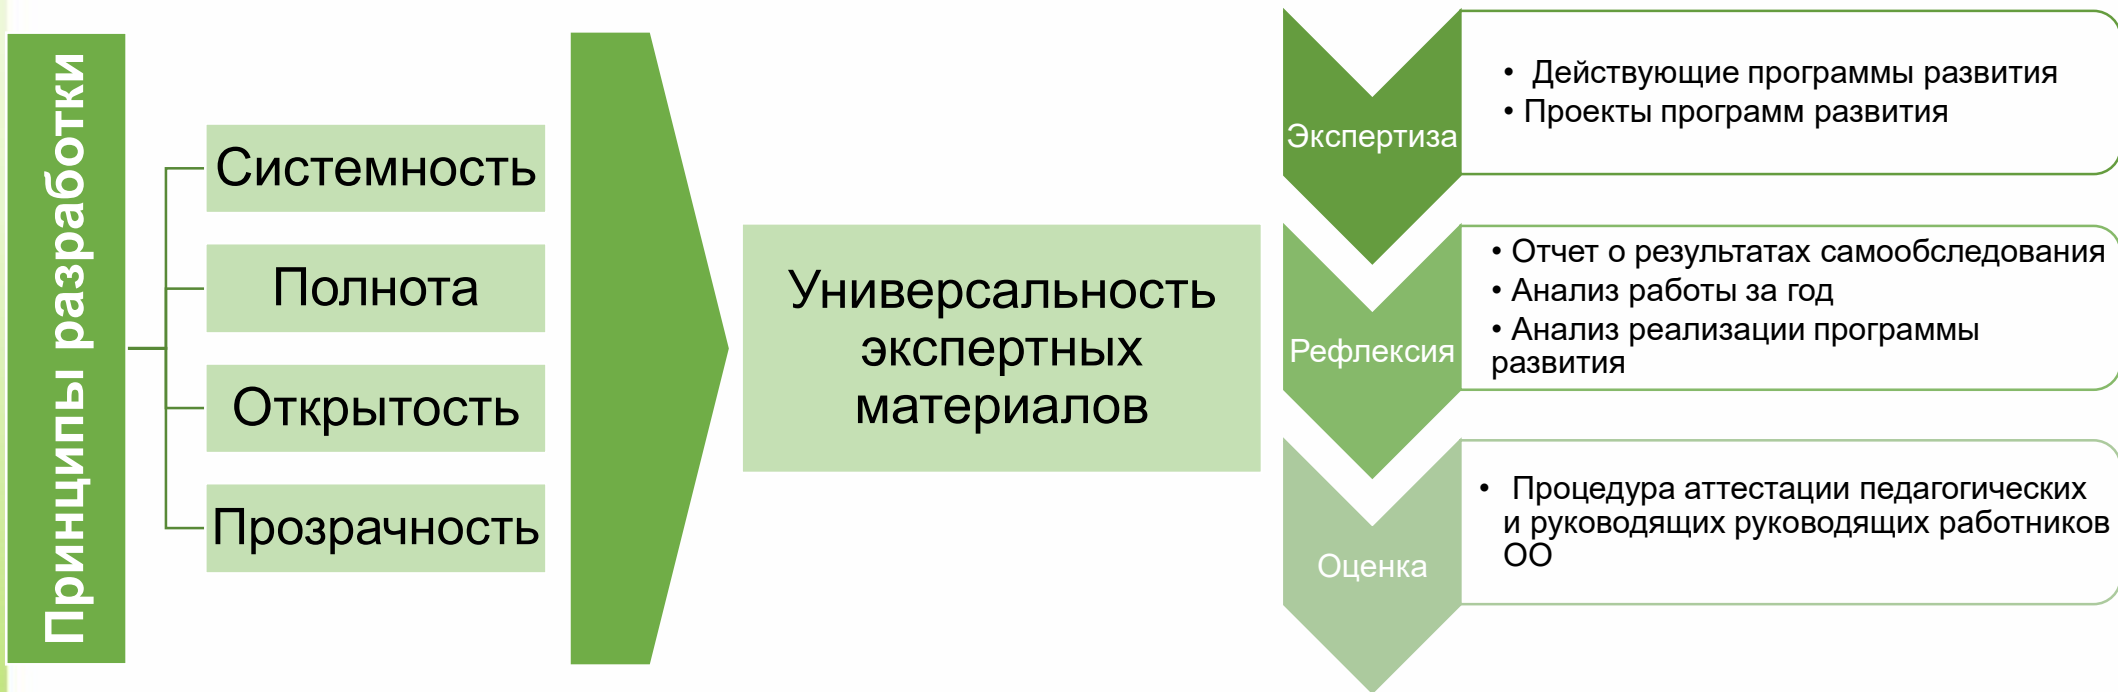 Принципы разработки
Системность
Полнота
Открытость
Прозрачность
Универсальность
экспертных
материалов
Экспертиза
• Действующие программы развития
• Проекты программ развития
Рефлексия
• Отчет о результатах самообследования
• Анализ работы за год
• Анализ реализации программы
развития
Оценка
• Процедура аттестации педагогических
и руководящих руководящих работников
ОО